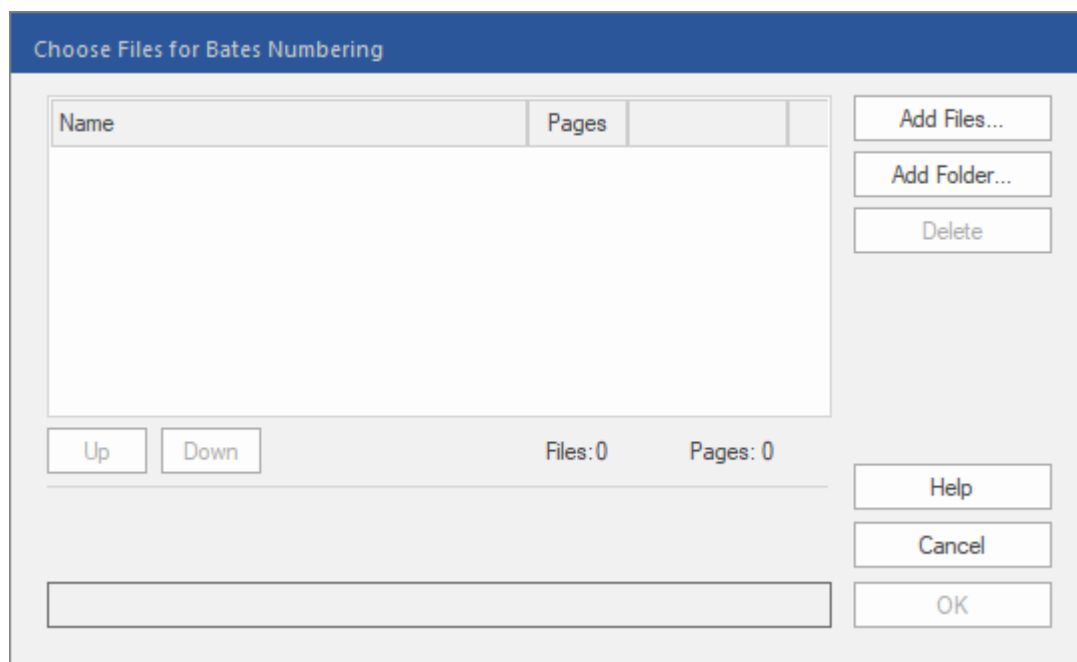 Choose Files for Bates Numbering
Name Pages
Add Files...
Add Folder...
Delete
Up Down Files:0 Pages: 0
Help
Cancel
OK